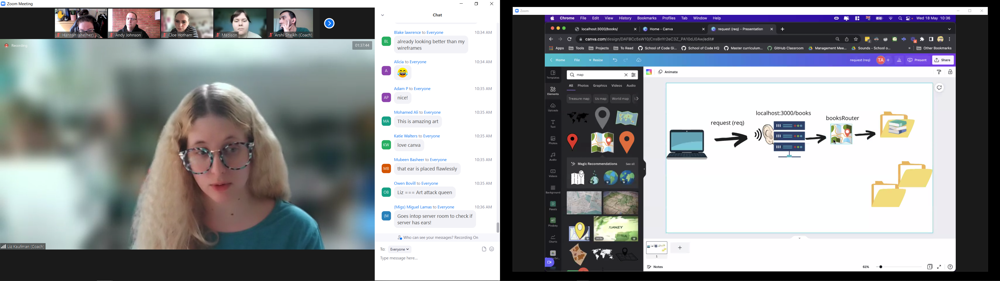 Zoom Meeting
Hannah (she/her)
Andy Johnson
Cloe Hotham
Madison
Arshi Sheikh (Coach)
Recording
01:37:44
Liz Kaufman (Coach)
Chat
Blake lawrence to Everyone 10:34 AM
BL
already looking better than my
wireframes
Alicia to Everyone 10:34 AM
A
Adam P to Everyone 10:35 AM
AP
nice!
Mohamed Ali to Everyone 10:35 AM
MA
This is amazing art
Katie Walters to Everyone 10:35 AM
KW
love canva
Mubeen Basheer to Everyone 10:35 AM
MB
that ear is placed flawlessly
Owen Bovill to Everyone 10:35 AM
OB
Liz === Art attack queen
(Migs) Miguel Lamas to Everyone 10:36 AM
(M
Goes intop server room to check if
server has ears!
Who can see your messages? Recording On
To: Everyone
Type message here...
Zoom
Chrome File Edit View History Bookmarks Profiles Tab Window Help Wed 18 May 10:36
localhost:3000/books/
Home - Canva
request (req) - Presentation
canva.com/design/DAFBCc5sW10/CnsBnYr2eC3Z_PA10dJ0Aw/edit#
Apps Tools Projects To Read School of Code Gi... School of Code HQ Master curriculum... GitHub Classroom Management Mee... Sounds - School o... » Other Bookmarks
Home File Resize request (req) TA + Present Share
Templates
Elements
Uploads
Text
Photos
Audio
Videos
Background
Pexels
Pixabay
Charts
map
All Photos Graphics Videos Audio
Treasure map Us map World map
Magic Recommendations See all
TURKEY
SYRIA
16.0s
Animate
request (req)
localhost:3000/books
booksRouter
1
Notes
61%
1